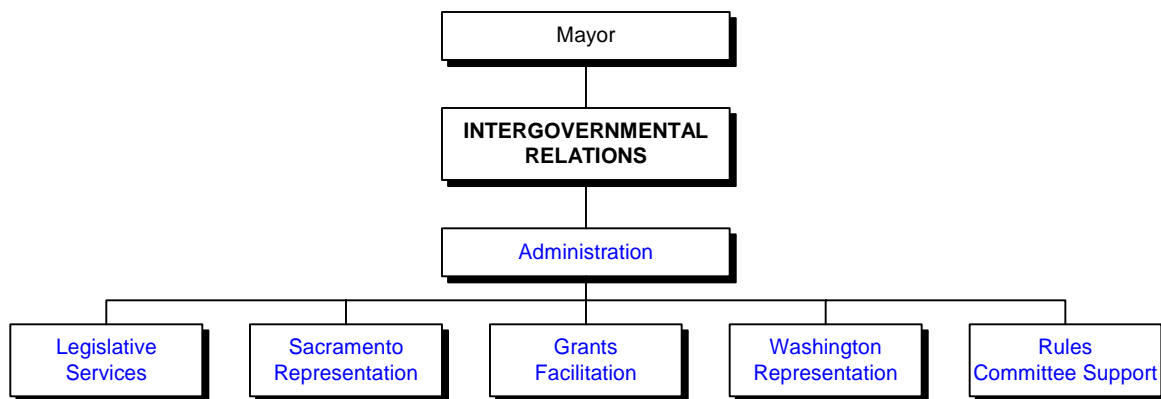 Mayor
INTERGOVERNMENTAL
RELATIONS
Administration
Legislative
Services
Sacramento
Representation
Grants
Facilitation
Washington
Representation
Rules
Committee Support